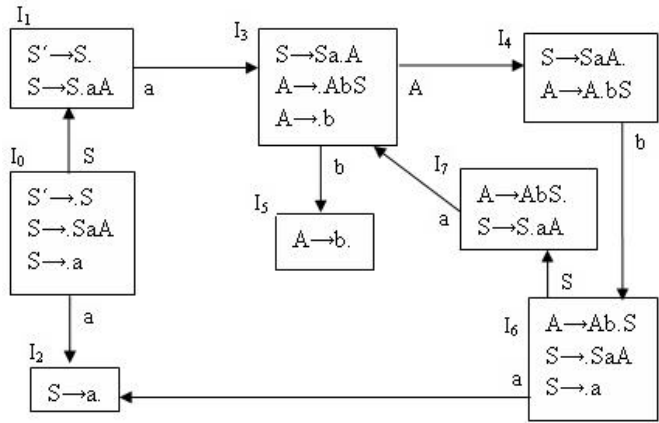 I1
S′→S.
S→S.aA
a
I3
S→Sa.A
A→.AbS
A→.b
A
I4
S→SaA.
A→A.bS
S
b
b
I0
S′→.S
S→.SaA
S→.a
I7
A→AbS.
S→S.aA
a
I5
A→b.
S
a
I6
A→Ab.S
S→.SaA
S→.a
I2
S→a.
a